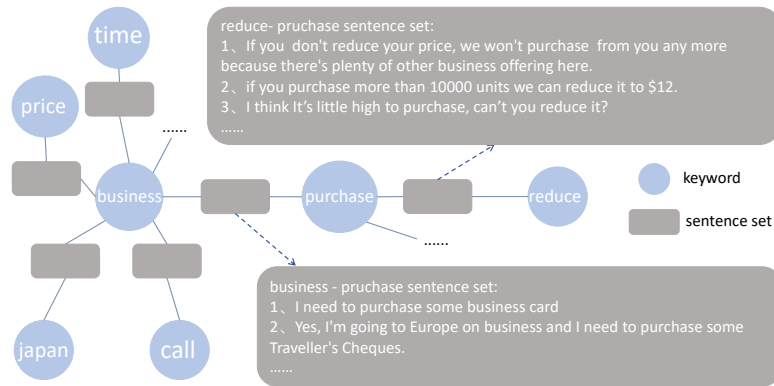 time
reduce- pruchase sentence set:
1、If you  don't reduce your price, we won't purchase  from you any more
because there's plenty of other business offering here.
2、if you purchase more than 10000 units we can reduce it to $12.
3、I think It’s little high to purchase, can’t you reduce it?
……
price
……
business
purchase
reduce
keyword
sentence set
……
business - pruchase sentence set:
1、I need to purchase some business card
2、Yes, I'm going to Europe on business and I need to purchase some
Traveller's Cheques.
……
japan
call